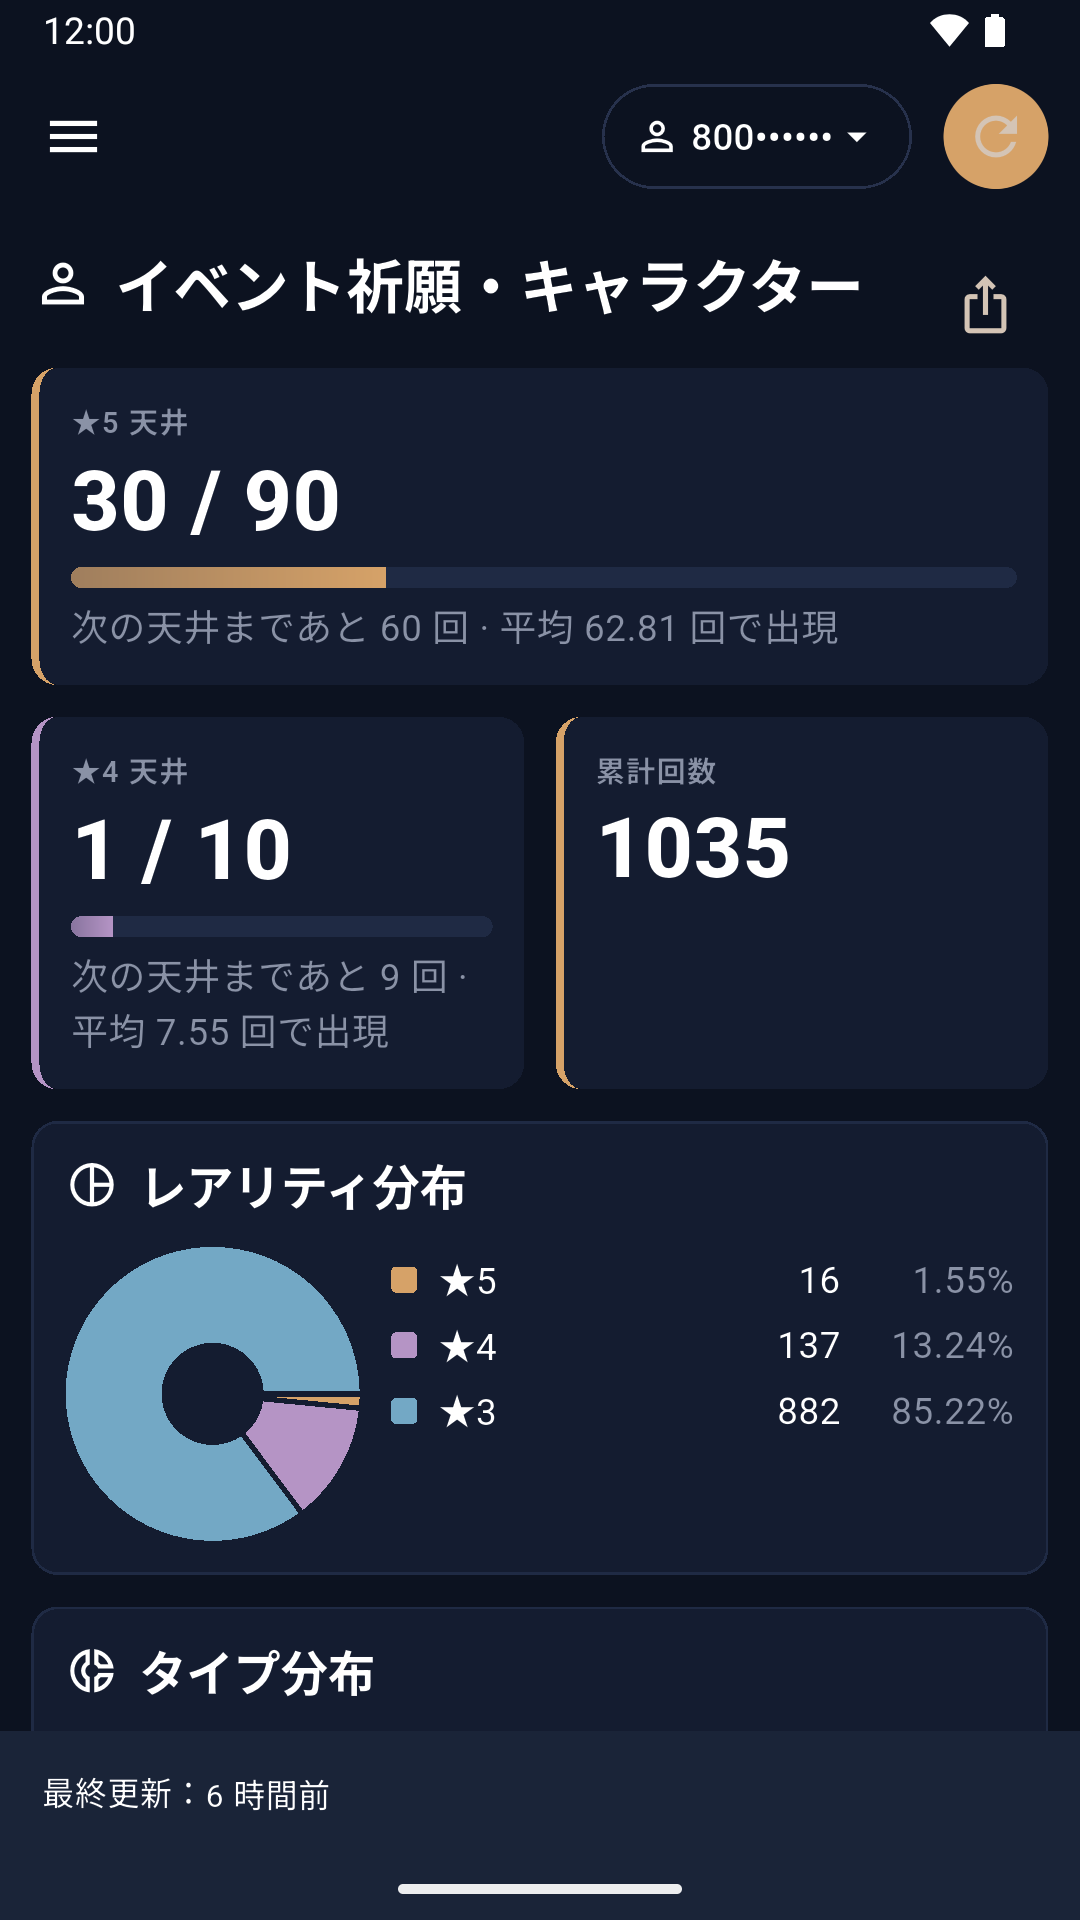 12:00
800••••••
イベント祈願・キャラクター
★5 天井
30 / 90
次の天井まであと 60 回 · 平均 62.81 回で出現
★4 天井
1 / 10
次の天井まであと 9 回 ·
平均 7.55 回で出現
累計回数
1035
レアリティ分布
★5 16 1.55%
★4 137 13.24%
★3 882 85.22%
タイプ分布
最終更新：6 時間前